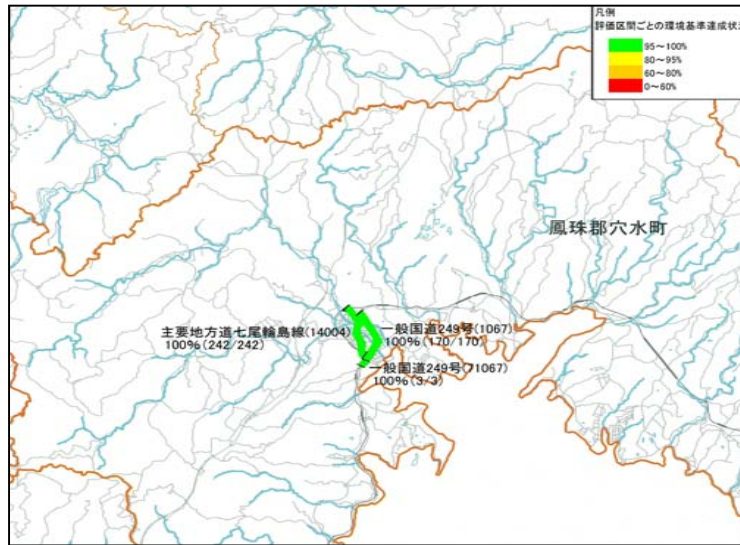 凡例
評価区間ごとの環境基準達成状
95～100%
80～95%
60～80%
0～60%
鳳珠郡穴水町
主要地方道七尾輪島線(14004)
100%(242/242)
一般国道249号(1067)
100%(170/170)
一般国道249号(71067)
100%(3/3)